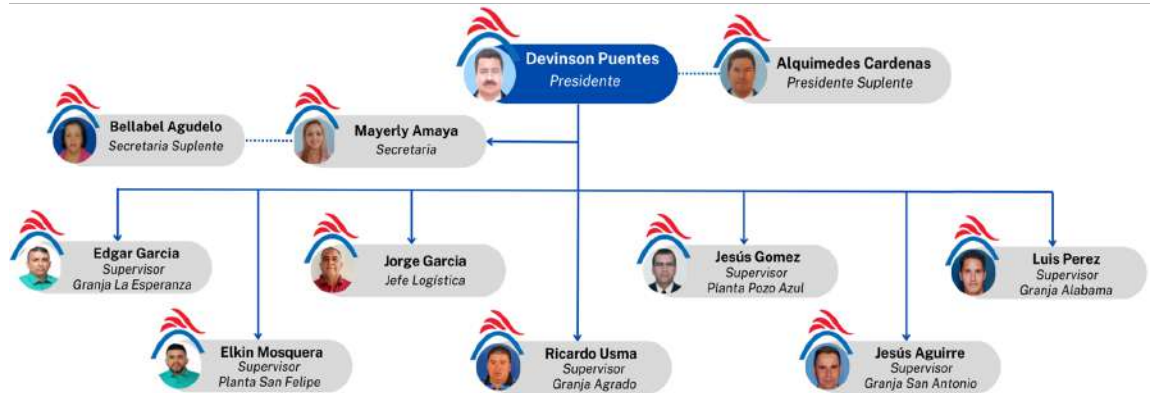 Devinson Puentes
Presidente
Alquimedes Cardenas
Presidente Suplente
Bellabel Agudelo
Secretaria Suplente
Mayerly Amaya
Secretaria
Edgar Garcia
Supervisor
Granja La Esperanza
Jorge Garcia
Jefe Logística
Jesús Gomez
Supervisor
Planta Pozo Azul
Luis Perez
Supervisor
Granja Alabama
Elkin Mosquera
Supervisor
Planta San Felipe
Ricardo Usma
Supervisor
Granja Agrado
Jesús Aguirre
Supervisor
Granja San Antonio